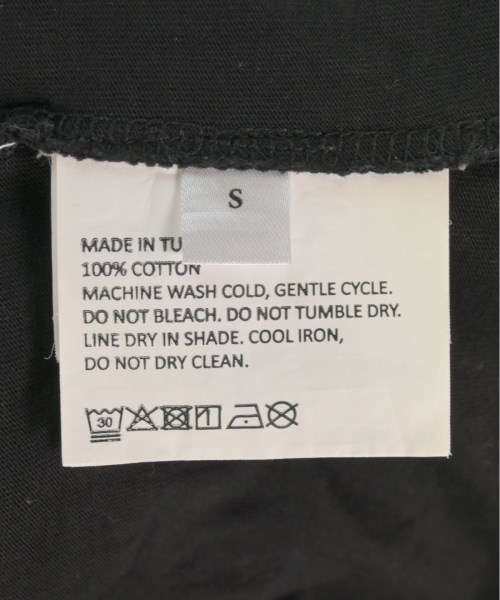 S
MADE IN TU
100% COTTON
MACHINE WASH COLD, GENTLE CYCLE.
DO NOT BLEACH. DO NOT TUMBLE DRY.
LINE DRY IN SHADE. COOL IRON,
DO NOT DRY CLEAN.
30